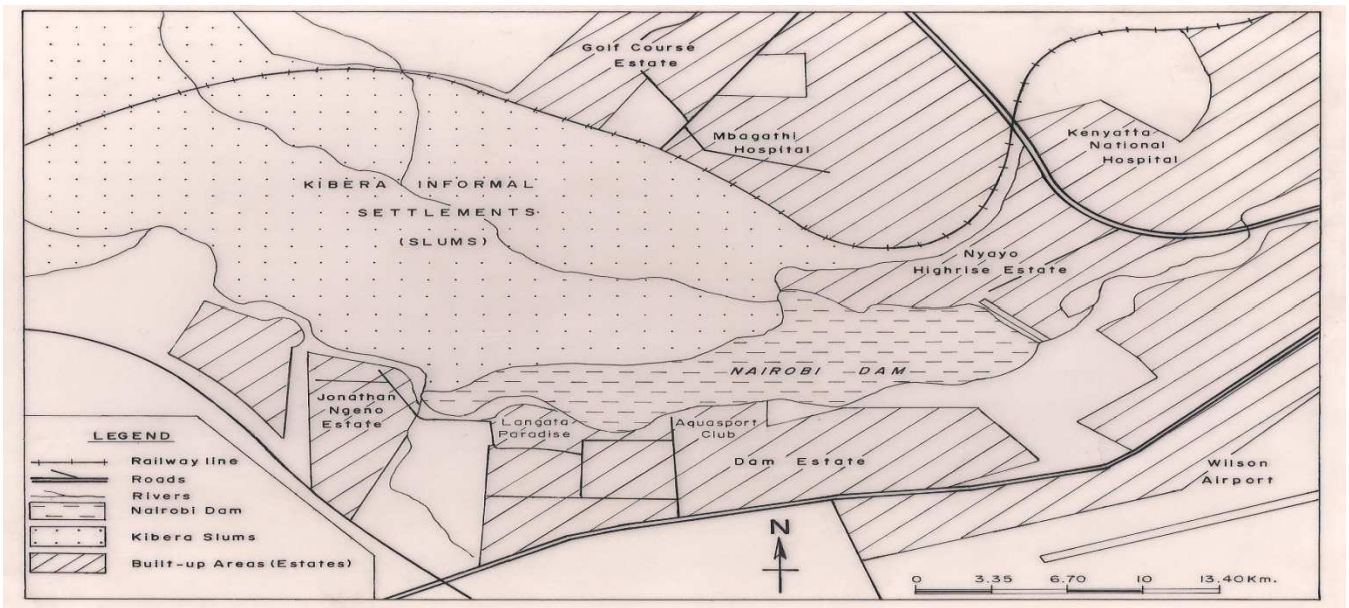 Golf Course
Estate
Mbagathi
Hospital
Kenyatta
National
Hospital
KIBERA INFORMAL
SETTLEMENTS
(SLUMS)
Nyayo
Highrise Estate
NAIROBI DAM
Jonathan
Ngeno
Estate
Langata
Paradise
Aquasport
Club
Dam Estate
Wilson
Airport
LEGEND
Railway line
Roads
Rivers
Nairobi Dam
Kibera Slums
Built-up Areas (Estates)
N
0 3.35 6.70 10 13.40Km.